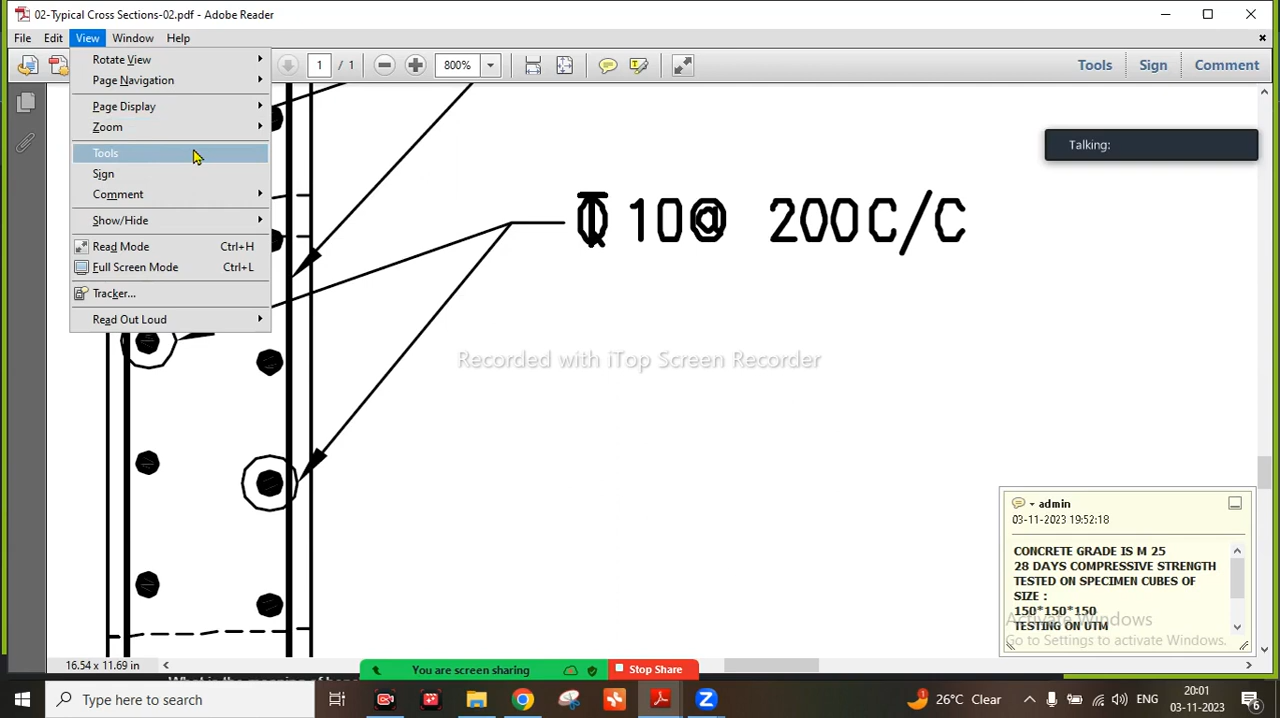 02-Typical Cross Sections-02.pdf - Adobe Reader
File Edit View Window Help
1 / 1 800% Tools Sign Comment
Rotate View
Page Navigation
Page Display
Zoom
Tools
Sign
Comment
Show/Hide
Read Mode Ctrl+H
Full Screen Mode Ctrl+L
Tracker...
Read Out Loud
Talking:
10@ 200C/C
Recorded with iTop Screen Recorder
admin
03-11-2023 19:52:18
CONCRETE GRADE IS M 25
28 DAYS COMPRESSIVE STRENGTH
TESTED ON SPECIMEN CUBES OF
SIZE :
150*150*150
TESTING ON UTM
Activate Windows
Go to Settings to activate Windows.
16.54 x 11.69 in
You are screen sharing Stop Share
Type here to search
26°C Clear
ENG
20:01
03-11-2023
6